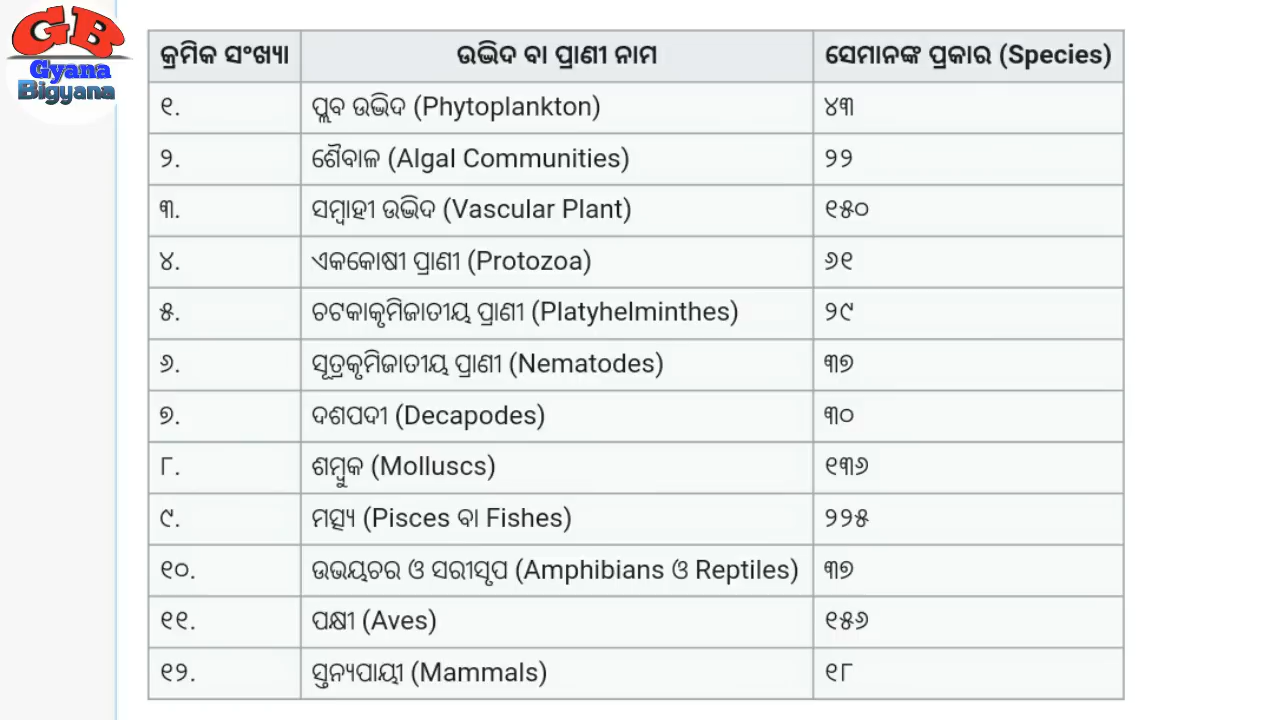 GB
Gyana
Bigyana
କ୍ରମିକ ସଂଖ୍ୟା ଉଦ୍ଭିଦ ବା ପ୍ରାଣୀ ନାମ ସେମାନଙ୍କ ପ୍ରକାର (Species)
୧. ପ୍ଲବ ଉଦ୍ଭିଦ (Phytoplankton) ୪୩
୨. ଶୈବାଳ (Algal Communities) ୨୨
୩. ସମ୍ବାହୀ ଉଦ୍ଭିଦ (Vascular Plant) ୧୫୦
୪. ଏକକୋଷୀ ପ୍ରାଣୀ (Protozoa) ୬୧
୫. ଚଟକାକୃମିଜାତୀୟ ପ୍ରାଣୀ (Platyhelminthes) ୨୯
୬. ସୂତ୍ରକୃମିଜାତୀୟ ପ୍ରାଣୀ (Nematodes) ୩୭
୭. ଦଶପଦୀ (Decapodes) ୩୦
୮. ଶମ୍ବୁକ (Molluscs) ୧୩୬
୯. ମତ୍ସ୍ୟ (Pisces ବା Fishes) ୨୨୫
୧୦. ଉଭୟଚର ଓ ସରୀସୃପ (Amphibians ଓ Reptiles) ୩୭
୧୧. ପକ୍ଷୀ (Aves) ୧୫୬
୧୨. ସ୍ତନ୍ୟପାୟୀ (Mammals) ୧୮